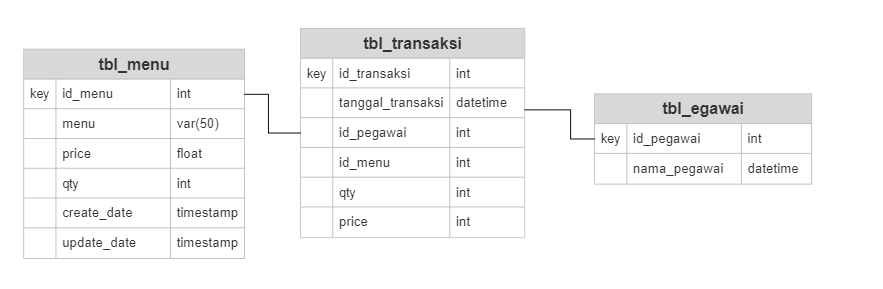 tbl_menu
key id_menu int
menu var(50)
price float
qty int
create_date timestamp
update_date timestamp
tbl_transaksi
key id_transaksi int
tanggal_transaksi datetime
id_pegawai int
id_menu int
qty int
price int
tbl_egawai
key id_pegawai int
nama_pegawai datetime